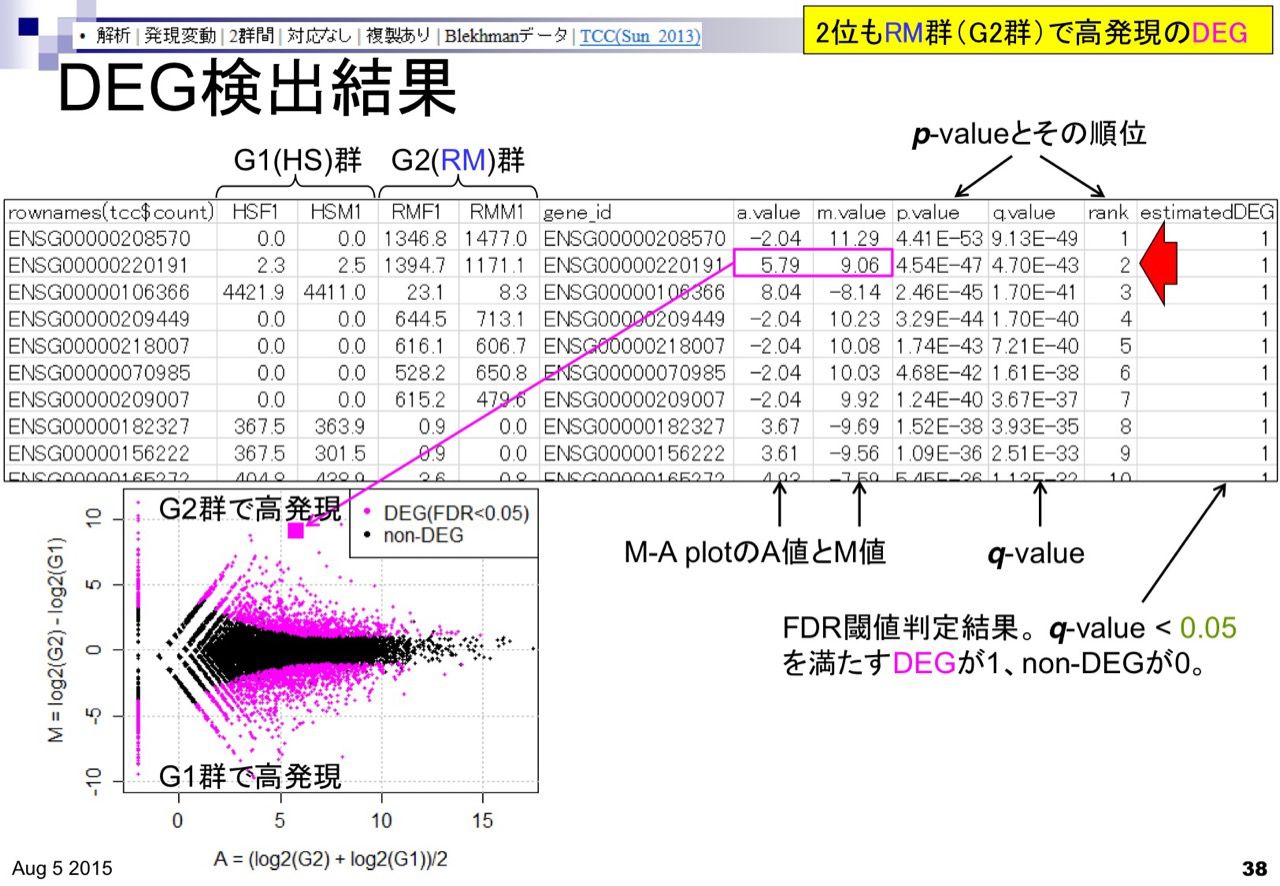 • 解析 | 発現変動 | 2群間 | 対応なし | 複製あり | Blekhmanデータ | TCC(Sun_2013)
2位もRM群(G2群)で高発現のDEG
DEG検出結果
p-valueとその順位
G1(HS)群 G2(RM)群
rownames(tcc$count) HSF1 HSM1 RMF1 RMM1 gene_id a.value m.value p.value q.value rank estimatedDEG
ENSG00000208570 0.0 0.0 1346.8 1477.0 ENSG00000208570 -2.04 11.29 4.41E-53 9.13E-49 1 1
ENSG00000220191 2.3 2.5 1394.7 1171.1 ENSG00000220191 5.79 9.06 4.54E-47 4.70E-43 2 1
ENSG00000106366 4421.9 4411.0 23.1 8.3 ENSG00000106366 8.04 -8.14 2.46E-45 1.70E-41 3 1
ENSG00000209449 0.0 0.0 644.5 713.1 ENSG00000209449 -2.04 10.23 3.29E-44 1.70E-40 4 1
ENSG00000218007 0.0 0.0 616.1 606.7 ENSG00000218007 -2.04 10.08 1.74E-43 7.21E-40 5 1
ENSG00000070985 0.0 0.0 528.2 650.8 ENSG00000070985 -2.04 10.03 4.68E-42 1.61E-38 6 1
ENSG00000209007 0.0 0.0 615.2 479.6 ENSG00000209007 -2.04 9.92 1.24E-40 3.67E-37 7 1
ENSG00000182327 367.5 363.9 0.9 0.0 ENSG00000182327 3.67 -9.69 1.52E-38 3.93E-35 8 1
ENSG00000156222 367.5 301.5 0.9 0.0 ENSG00000156222 3.61 -9.56 1.09E-36 2.51E-33 9 1
ENSG00000165272 10 1
G2群で高発現
DEG(FDR<0.05)
non-DEG
10
5
0
-5
-10
M = log2(G2) - log2(G1)
G1群で高発現
0 5 10 15
A = (log2(G2) + log2(G1))/2
M-A plotのA値とM値
q-value
FDR閾値判定結果。q-value < 0.05
を満たすDEGが1、non-DEGが0。
Aug 5 2015
38